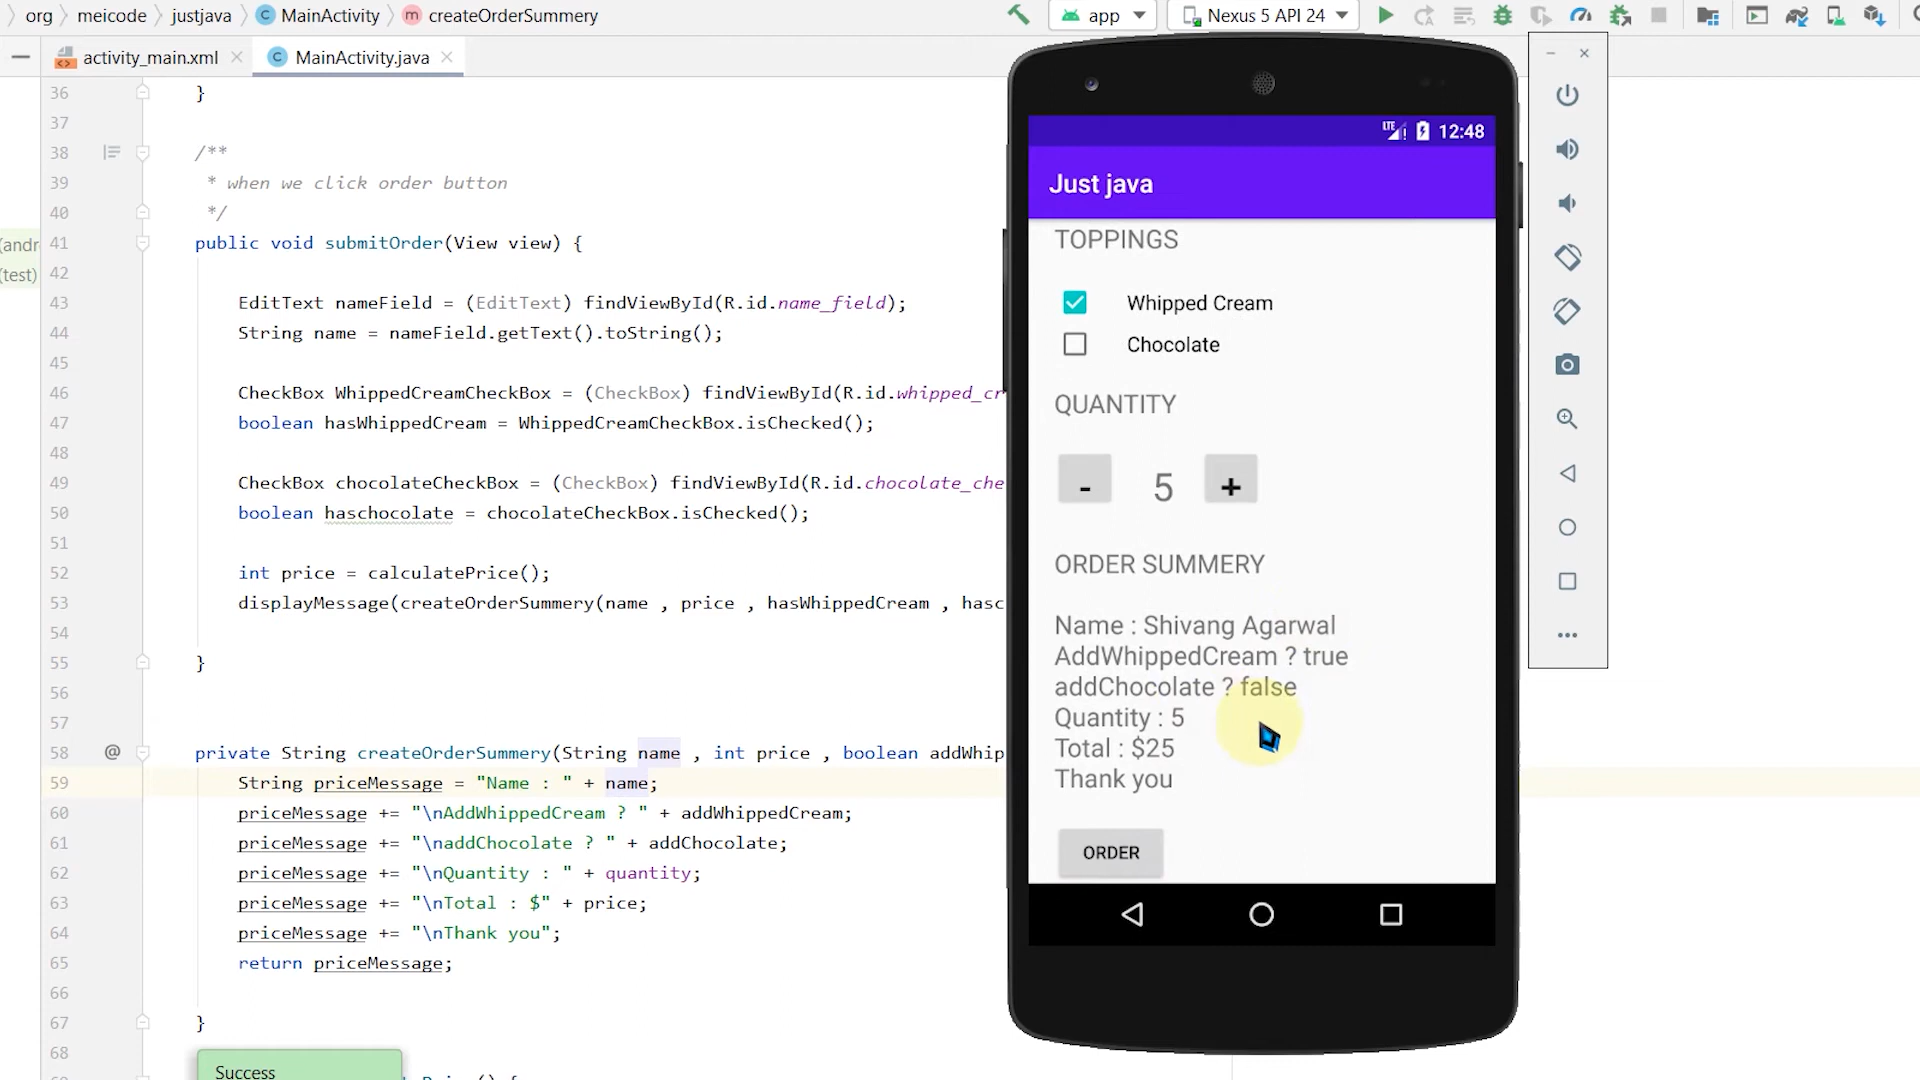 org meicode justjava MainActivity createOrderSummery app Nexus 5 API 24
activity_main.xml MainActivity.java
36 }
37
38 /**
39 * when we click order button
40 */
41 public void submitOrder(View view) {
42
43 EditText nameField = (EditText) findViewById(R.id.name_field);
44 String name = nameField.getText().toString();
45
46 CheckBox WhippedCreamCheckBox = (CheckBox) findViewById(R.id.whipped_cr
47 boolean hasWhippedCream = WhippedCreamCheckBox.isChecked();
48
49 CheckBox chocolateCheckBox = (CheckBox) findViewById(R.id.chocolate_che
50 boolean haschocolate = chocolateCheckBox.isChecked();
51
52 int price = calculatePrice();
53 displayMessage(createOrderSummery(name , price , hasWhippedCream , hasc
54
55 }
56
57
58 @ private String createOrderSummery(String name , int price , boolean addWhip
59 String priceMessage = "Name : " + name;
60 priceMessage += "\nAddWhippedCream ? " + addWhippedCream;
61 priceMessage += "\naddChocolate ? " + addChocolate;
62 priceMessage += "\nQuantity : " + quantity;
63 priceMessage += "\nTotal : $" + price;
64 priceMessage += "\nThank you";
65 return priceMessage;
66
67 }
68
(andr
(test)
Success
LTE 12:48
Just java
TOPPINGS
Whipped Cream
Chocolate
QUANTITY
- 5 +
ORDER SUMMERY
Name : Shivang Agarwal
AddWhippedCream ? true
addChocolate ? false
Quantity : 5
Total : $25
Thank you
ORDER